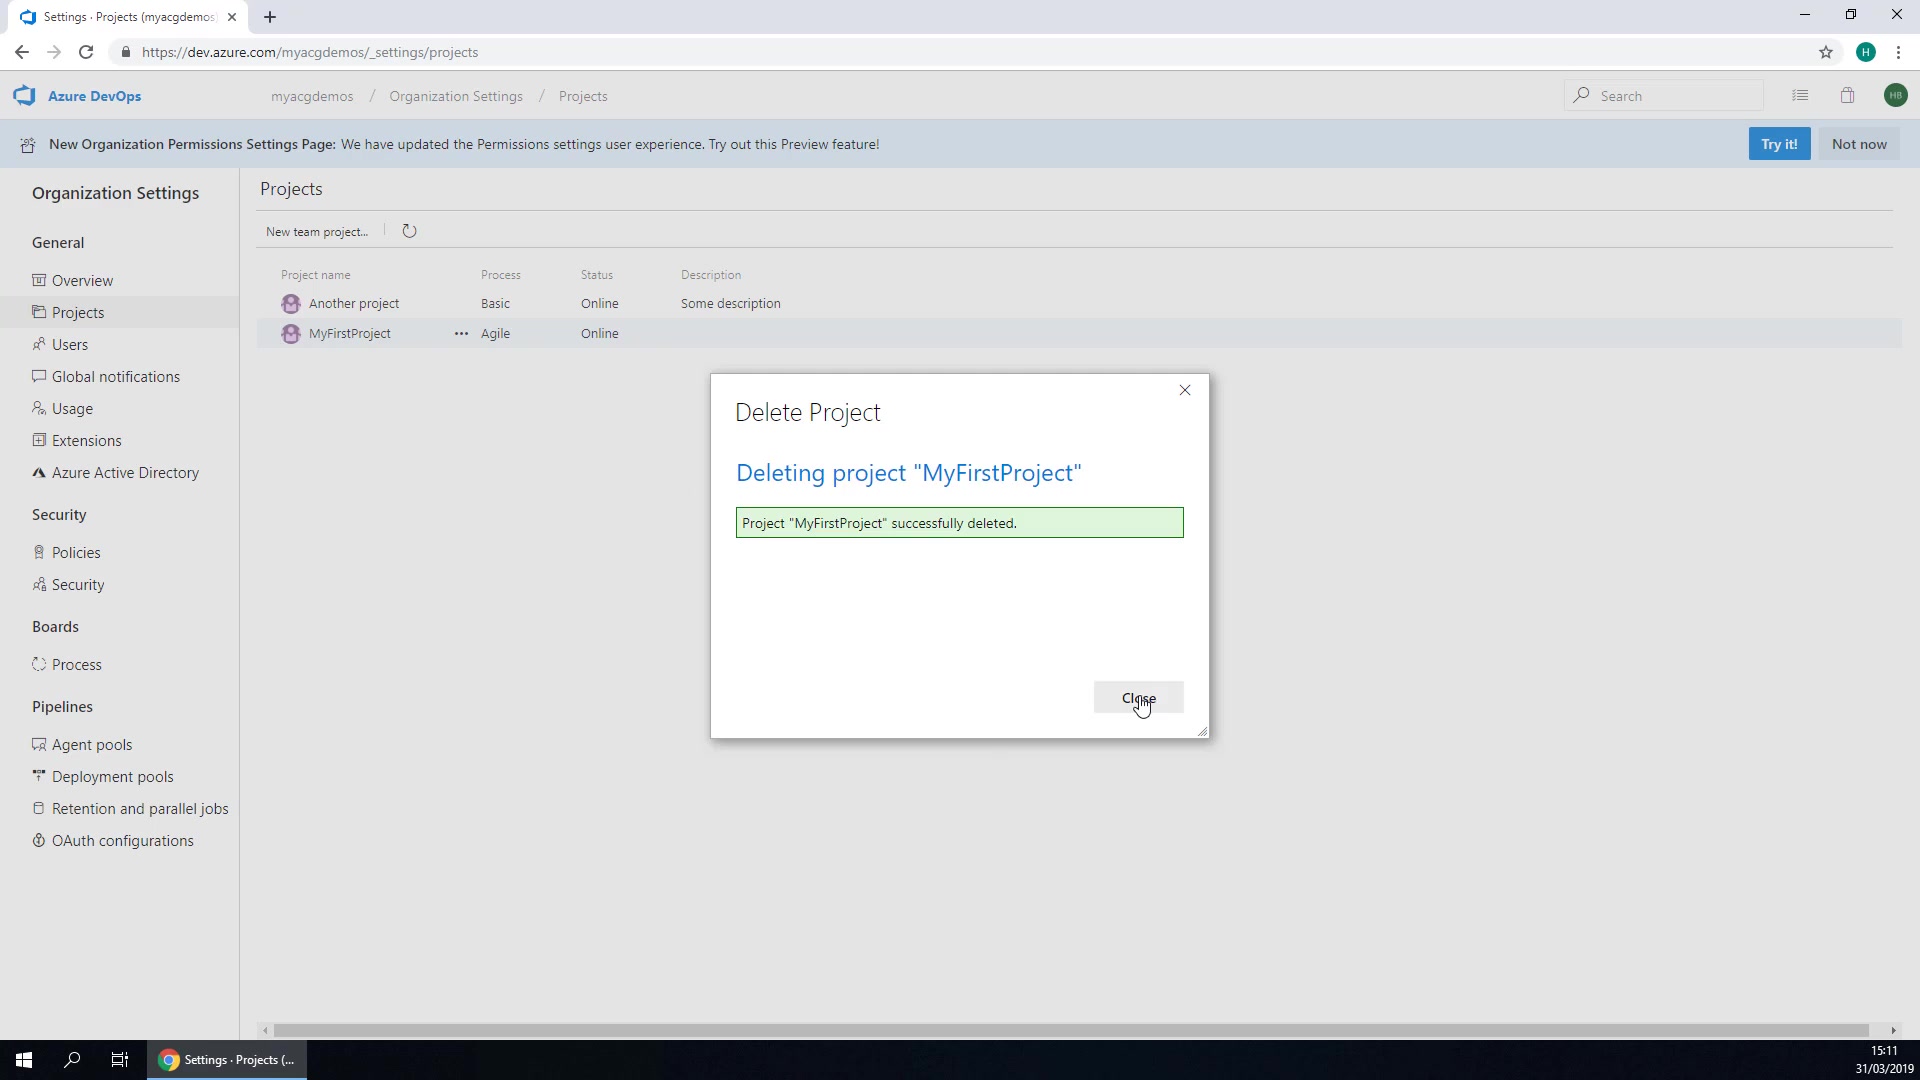 Settings · Projects (myacgdemos)
https://dev.azure.com/myacgdemos/_settings/projects
H
Azure DevOps
myacgdemos / Organization Settings / Projects
Search
HB
New Organization Permissions Settings Page: We have updated the Permissions settings user experience. Try out this Preview feature!
Try it!
Not now
Organization Settings
General
Overview
Projects
Users
Global notifications
Usage
Extensions
Azure Active Directory
Security
Policies
Security
Boards
Process
Pipelines
Agent pools
Deployment pools
Retention and parallel jobs
OAuth configurations
Projects
New team project...
Project name Process Status Description
Another project Basic Online Some description
MyFirstProject ••• Agile Online
Delete Project
Deleting project "MyFirstProject"
Project "MyFirstProject" successfully deleted.
Close
Settings - Projects (...
15:11
31/03/2019